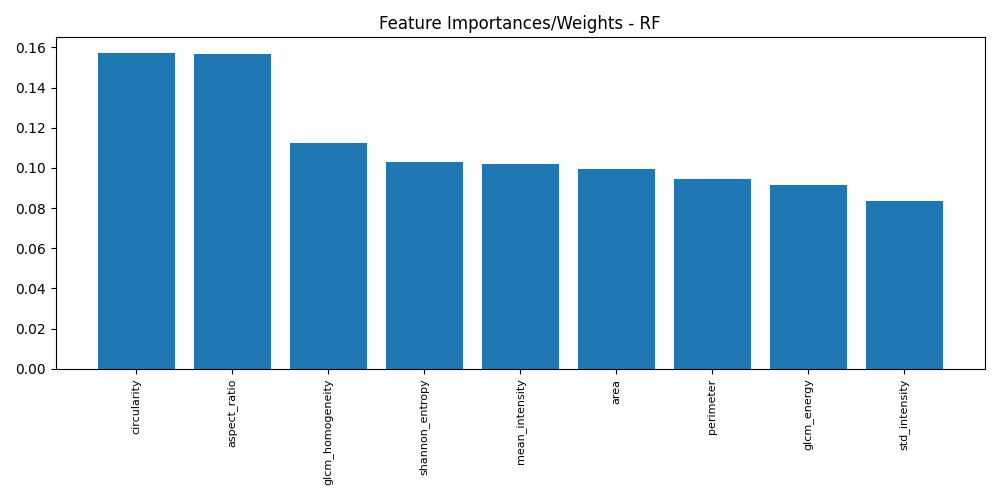 Feature Importances/Weights - RF
0.16
0.14
0.12
0.10
0.08
0.06
0.04
0.02
0.00
circularity
aspect_ratio
glcm_homogeneity
shannon_entropy
mean_intensity
area
perimeter
glcm_energy
std_intensity